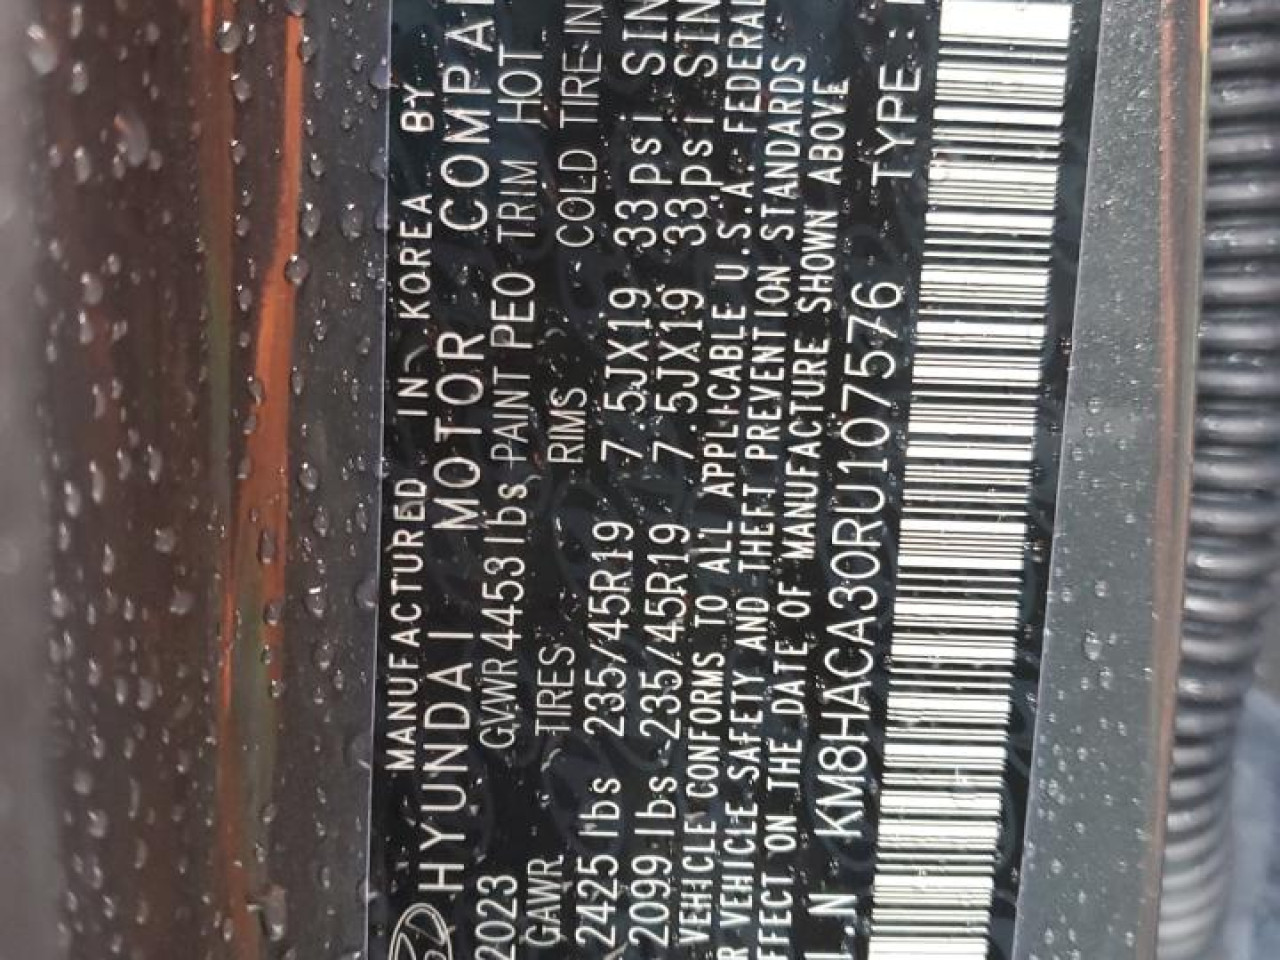 MANUFACTURED IN KOREA BY
HYUNDAI MOTOR COMPA
2023 GVWR 4453 lbs PAINT PEO TRIM HOT
GAWR TIRES RIMS COLD TIRE IN
2425 lbs 235/45R19 7.5JX19 33 psi SIN
2099 lbs 235/45R19 7.5JX19 33 psi SIN
VEHICLE CONFORMS TO ALL APPLICABLE U.S.A. FEDERAL
R VEHICLE SAFETY AND THEFT PREVENTION STANDARDS
FFECT ON THE DATE OF MANUFACTURE SHOWN ABOVE
I.N KM8HACA30RU107576 TYPE: